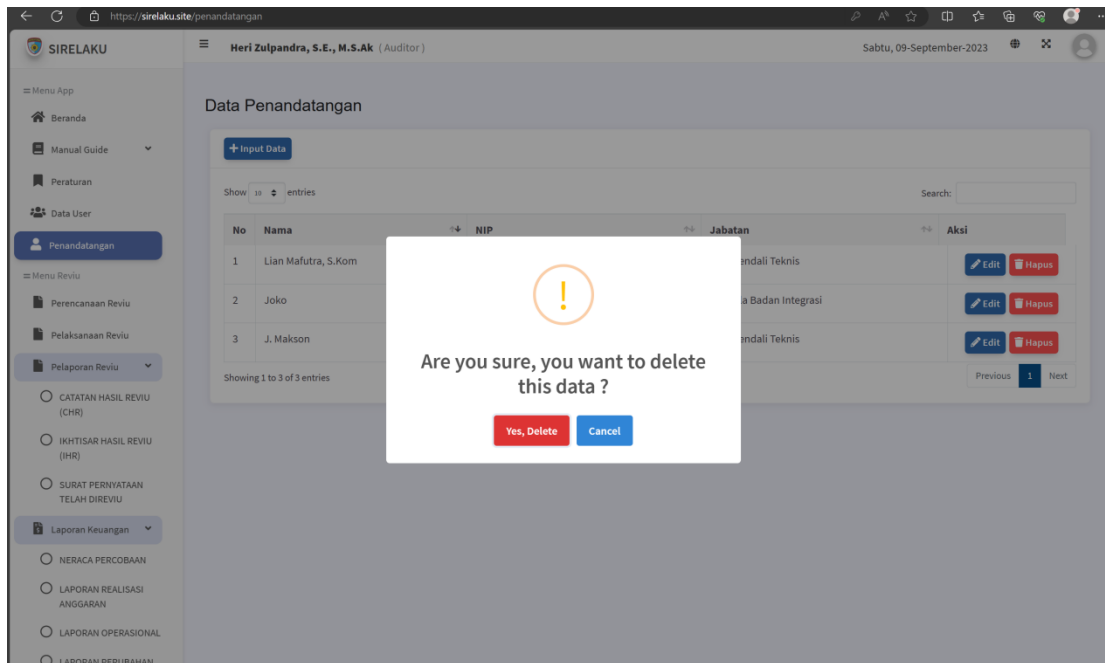 https://sirelaku.site/penandatangan
SIRELAKU
Heri Zulpandra, S.E., M.S.Ak (Auditor)
Sabtu, 09-September-2023
Menu App
Beranda
Manual Guide
Peraturan
Data User
Penandatangan
Menu Reviu
Perencanaan Reviu
Pelaksanaan Reviu
Pelaporan Reviu
CATATAN HASIL REVIU
(CHR)
IKHTISAR HASIL REVIU
(IHR)
SURAT PERNYATAAN
TELAH DIREVIU
Laporan Keuangan
NERACA PERCOBAAN
LAPORAN REALISASI
ANGGARAN
LAPORAN OPERASIONAL
LAPORAN PERUBAHAN
Data Penandatangan
+ Input Data
Show 10 entries
Search:
No Nama NIP Jabatan Aksi
1 Lian Mafutra, S.Kom endali Teknis Edit Hapus
2 Joko a Badan Integrasi Edit Hapus
3 J. Makson endali Teknis Edit Hapus
Showing 1 to 3 of 3 entries
Previous 1 Next
!
Are you sure, you want to delete
this data ?
Yes, Delete Cancel